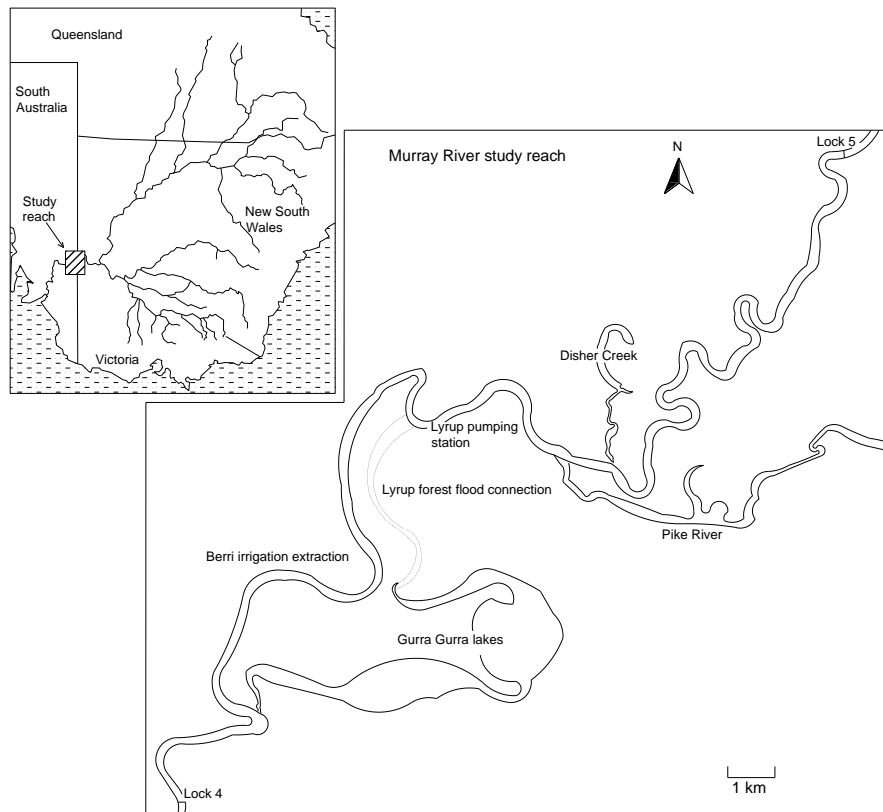 Queensland
South
Australia
Study
reach
New South
Wales
Victoria
Murray River study reach
N
Lock 5
Disher Creek
Lyrup pumping
station
Lyrup forest flood connection
Pike River
Berri irrigation extraction
Gurra Gurra lakes
Lock 4
1 km